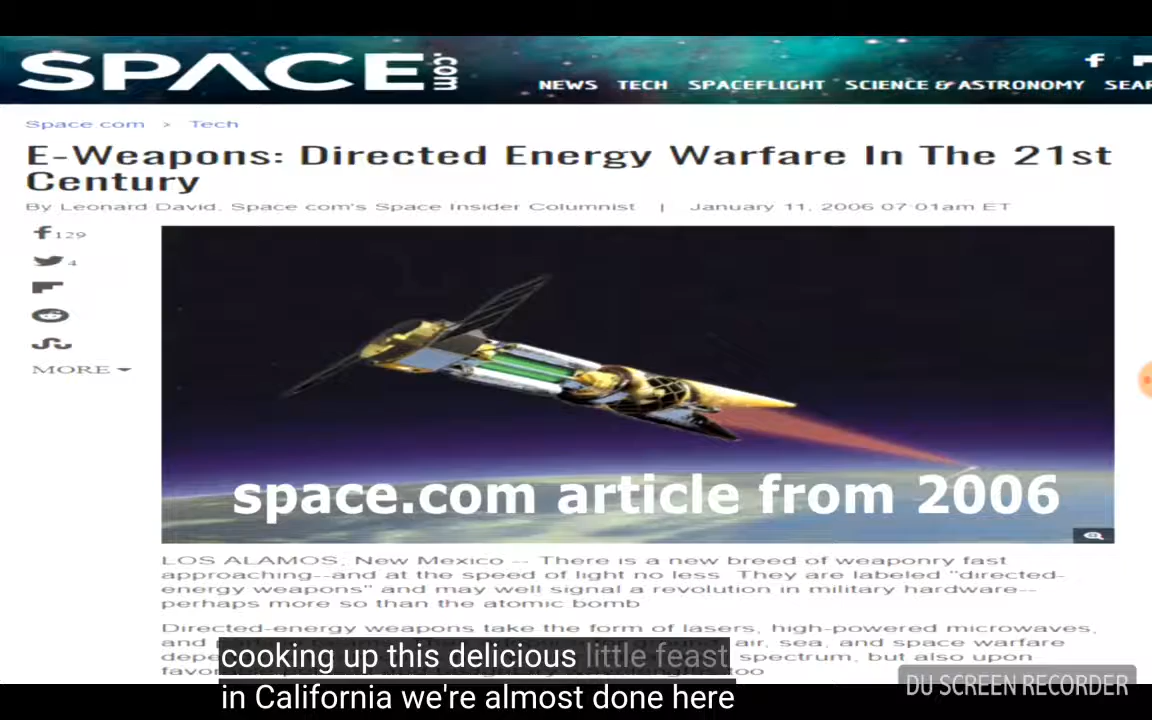 SPACE.com
NEWS TECH SPACEFLIGHT SCIENCE & ASTRONOMY SEAR
Space com > Tech
E-Weapons: Directed Energy Warfare In The 21st
Century
By Leonard David, Space com's Space Insider Columnist | January 11, 2006 07:01am ET
129
4
MORE
space.com article from 2006
LOS ALAMOS, New Mexico -- There is a new breed of weaponry fast
approaching--and at the speed of light no less. They are labeled "directed-
energy weapons" and may well signal a revolution in military hardware--
perhaps more so than the atomic bomb
Directed-energy weapons take the form of lasers, high-powered microwaves,
and air, sea, and space warfare
depe spectrum, but also upon
favor too
cooking up this delicious little feast
in California we're almost done here
DU SCREEN RECORDER